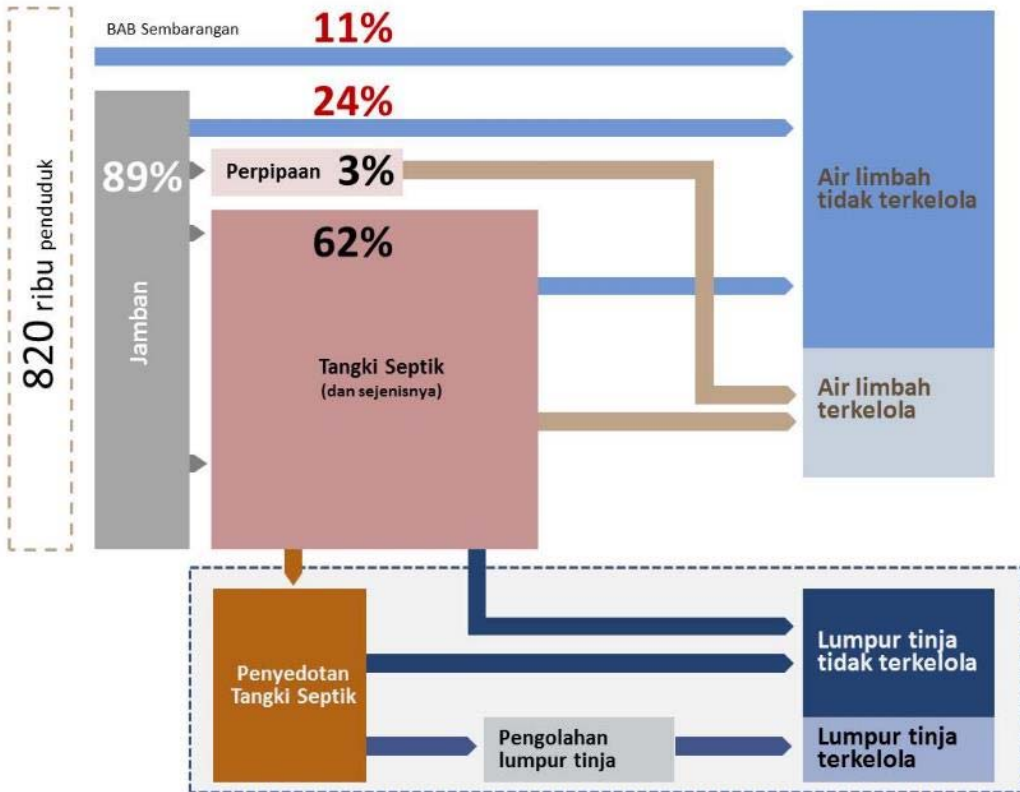 820 ribu penduduk
BAB Sembarangan
11%
24%
89%
Jamban
Perpipaan 3%
62%
Tangki Septik
(dan sejenisnya)
Air limbah
tidak terkelola
Air limbah
terkelola
Penyedotan
Tangki Septik
Pengolahan
lumpur tinja
Lumpur tinja
tidak terkelola
Lumpur tinja
terkelola